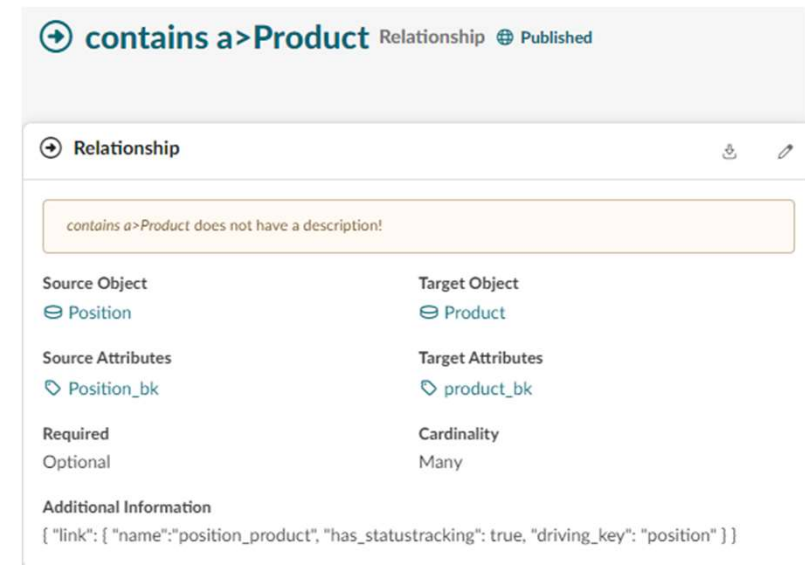 contains a>Product Relationship Published
Relationship
contains a>Product does not have a description!
Source Object Target Object
Position Product
Source Attributes Target Attributes
Position_bk product_bk
Required Cardinality
Optional Many
Additional Information
{ "link": { "name":"position_product", "has_statustracking": true, "driving_key": "position" } }